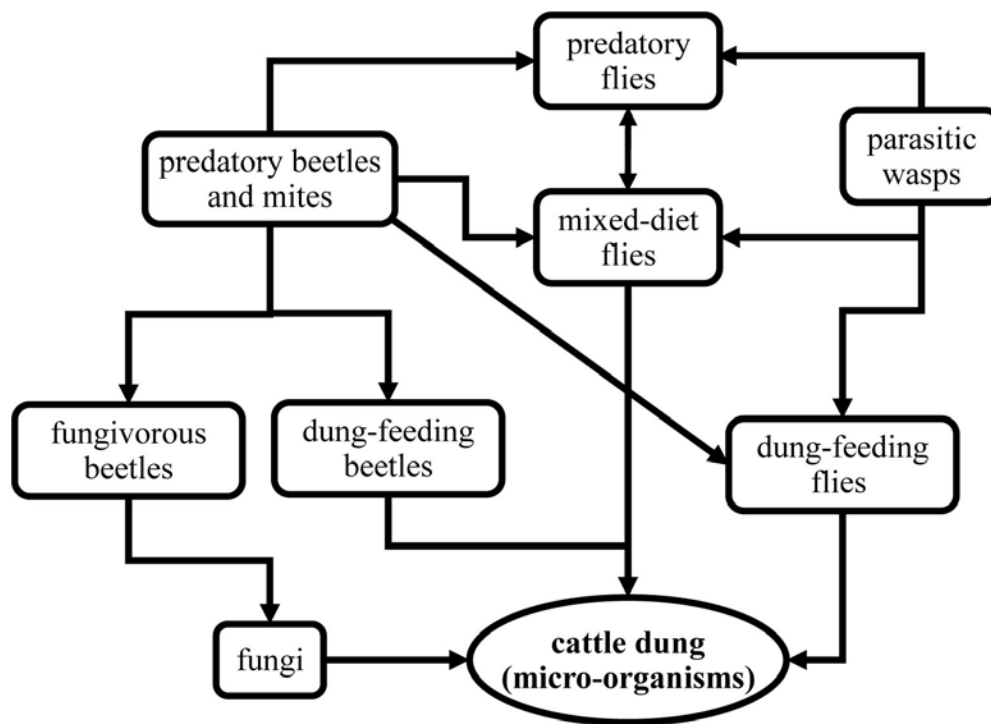 predatory
flies
predatory beetles
and mites
parasitic
wasps
mixed-diet
flies
fungivorous
beetles
dung-feeding
beetles
dung-feeding
flies
fungi
cattle dung
(micro-organisms)